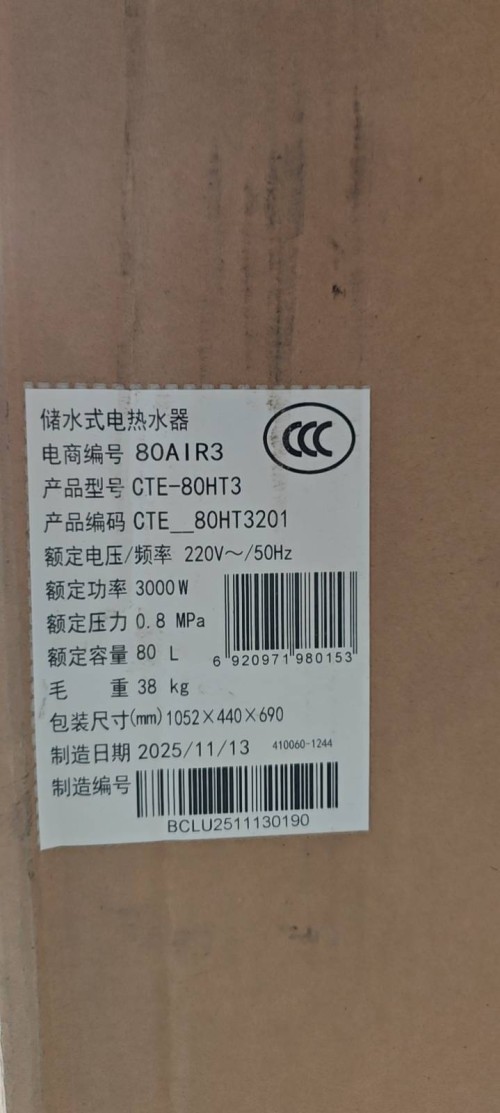 储水式电热水器
CCC
电商编号 80AIR3
产品型号 CTE-80HT3
产品编码 CTE__80HT3201
额定电压/频率 220V～/50Hz
额定功率 3000W
额定压力 0.8 MPa
额定容量 80 L
6 920971 980153
毛 重 38 kg
包装尺寸(mm) 1052×440×690
制造日期 2025/11/13 410060-1244
制造编号
BCLU2511130190